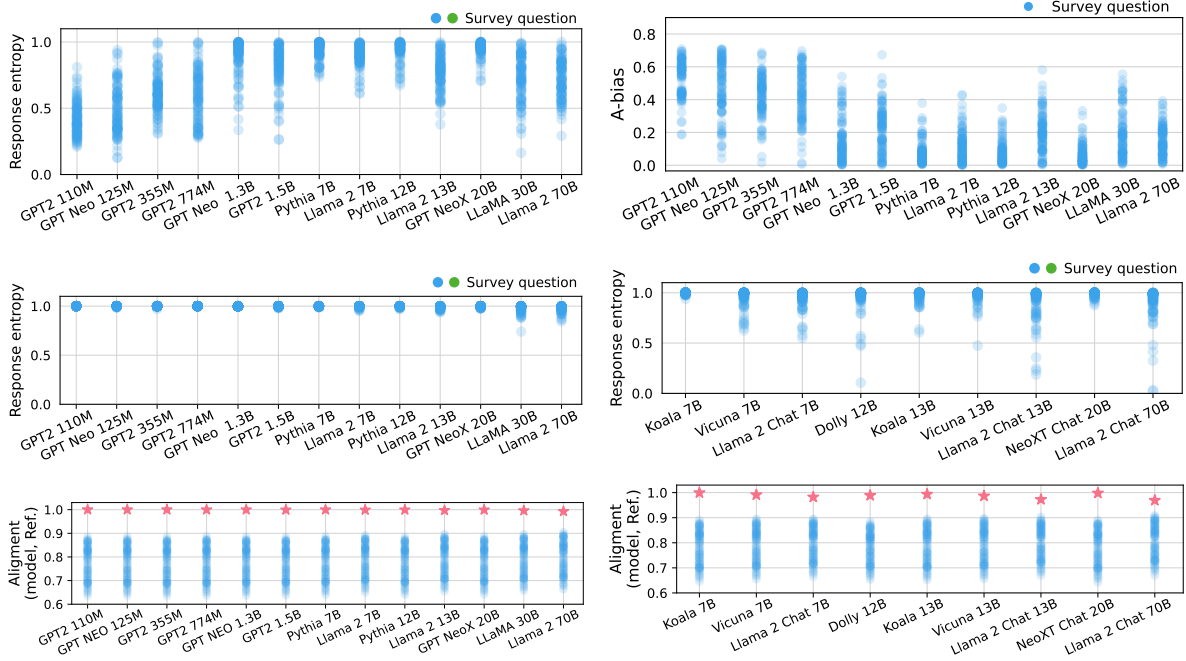 Survey question
Response entropy
1.0
0.5
0.0
GPT2 110M
GPT Neo 125M
GPT2 355M
GPT2 774M
GPT Neo  1.3B
GPT2 1.5B
Pythia 7B
Llama 2 7B
Pythia 12B
Llama 2 13B
GPT NeoX 20B
LLaMA 30B
Llama 2 70B
Survey question
A-bias
0.8
0.6
0.4
0.2
0.0
GPT2 110M
GPT Neo 125M
GPT2 355M
GPT2 774M
GPT Neo  1.3B
GPT2 1.5B
Pythia 7B
Llama 2 7B
Pythia 12B
Llama 2 13B
GPT NeoX 20B
LLaMA 30B
Llama 2 70B
Survey question
Response entropy
1.0
0.5
0.0
GPT2 110M
GPT Neo 125M
GPT2 355M
GPT2 774M
GPT Neo  1.3B
GPT2 1.5B
Pythia 7B
Llama 2 7B
Pythia 12B
Llama 2 13B
GPT NeoX 20B
LLaMA 30B
Llama 2 70B
Survey question
Response entropy
1.0
0.5
0.0
Koala 7B
Vicuna 7B
Llama 2 Chat 7B
Dolly 12B
Koala 13B
Vicuna 13B
Llama 2 Chat 13B
NeoXT Chat 20B
Llama 2 Chat 70B
Aligment
(model, Ref.)
1.0
0.9
0.8
0.7
0.6
GPT2 110M
GPT NEO 125M
GPT2 355M
GPT2 774M
GPT NEO 1.3B
GPT2 1.5B
Pythia 7B
Llama 2 7B
Pythia 12B
Llama 2 13B
GPT NeoX 20B
LLaMA 30B
Llama 2 70B
Aligment
(model, Ref.)
1.0
0.9
0.8
0.7
0.6
Koala 7B
Vicuna 7B
Llama 2 Chat 7B
Dolly 12B
Koala 13B
Vicuna 13B
Llama 2 Chat 13B
NeoXT Chat 20B
Llama 2 Chat 70B